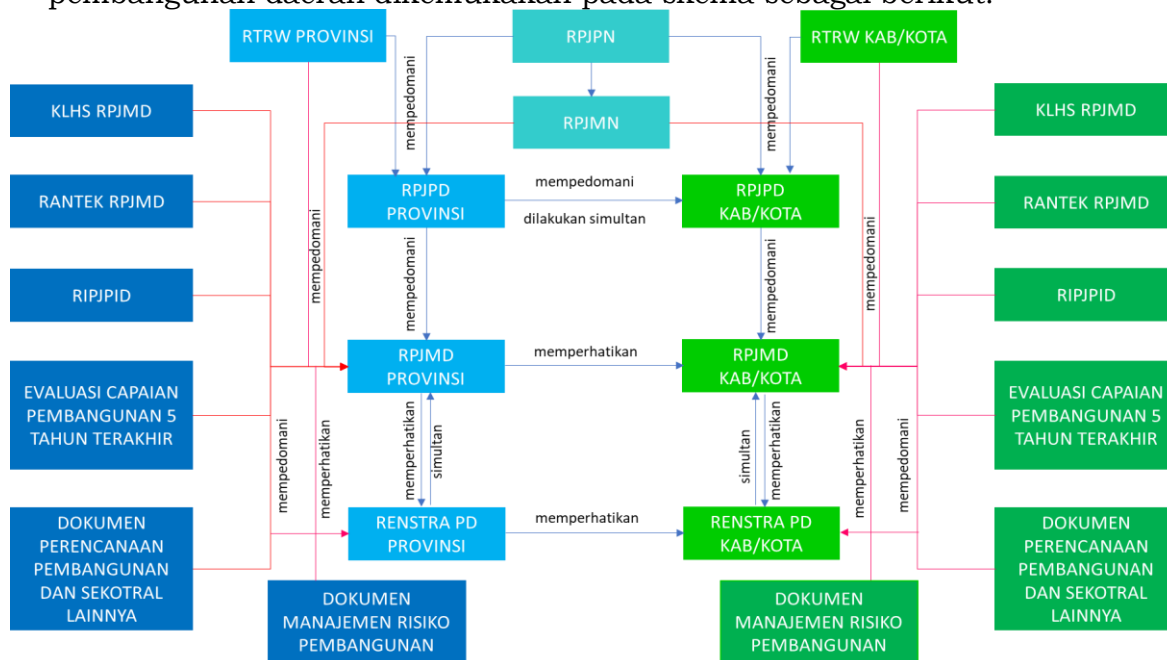 pembangunan daerah dikemukakan pada skema sebagai berikut:
RTRW PROVINSI
RPJPN
RTRW KAB/KOTA
mempedomani
mempedomani
KLHS RPJMD
RPJMN
KLHS RPJMD
RANTEK RPJMD
RPJPD
PROVINSI
mempedomani
dilakukan simultan
RPJPD
KAB/KOTA
RANTEK RPJMD
mempedomani
mempedomani
mempedomani
mempedomani
RIPJPID
RIPJPID
RPJMD
PROVINSI
memperhatikan
RPJMD
KAB/KOTA
EVALUASI CAPAIAN
PEMBANGUNAN 5
TAHUN TERAKHIR
EVALUASI CAPAIAN
PEMBANGUNAN 5
TAHUN TERAKHIR
mempedomani
memperhatikan
memperhatikan
simultan
simultan
memperhatikan
memperhatikan
mempedomani
DOKUMEN
PERENCANAAN
PEMBANGUNAN
DAN SEKOTRAL
LAINNYA
RENSTRA PD
PROVINSI
memperhatikan
RENSTRA PD
KAB/KOTA
DOKUMEN
PERENCANAAN
PEMBANGUNAN
DAN SEKOTRAL
LAINNYA
DOKUMEN
MANAJEMEN RISIKO
PEMBANGUNAN
DOKUMEN
MANAJEMEN RISIKO
PEMBANGUNAN